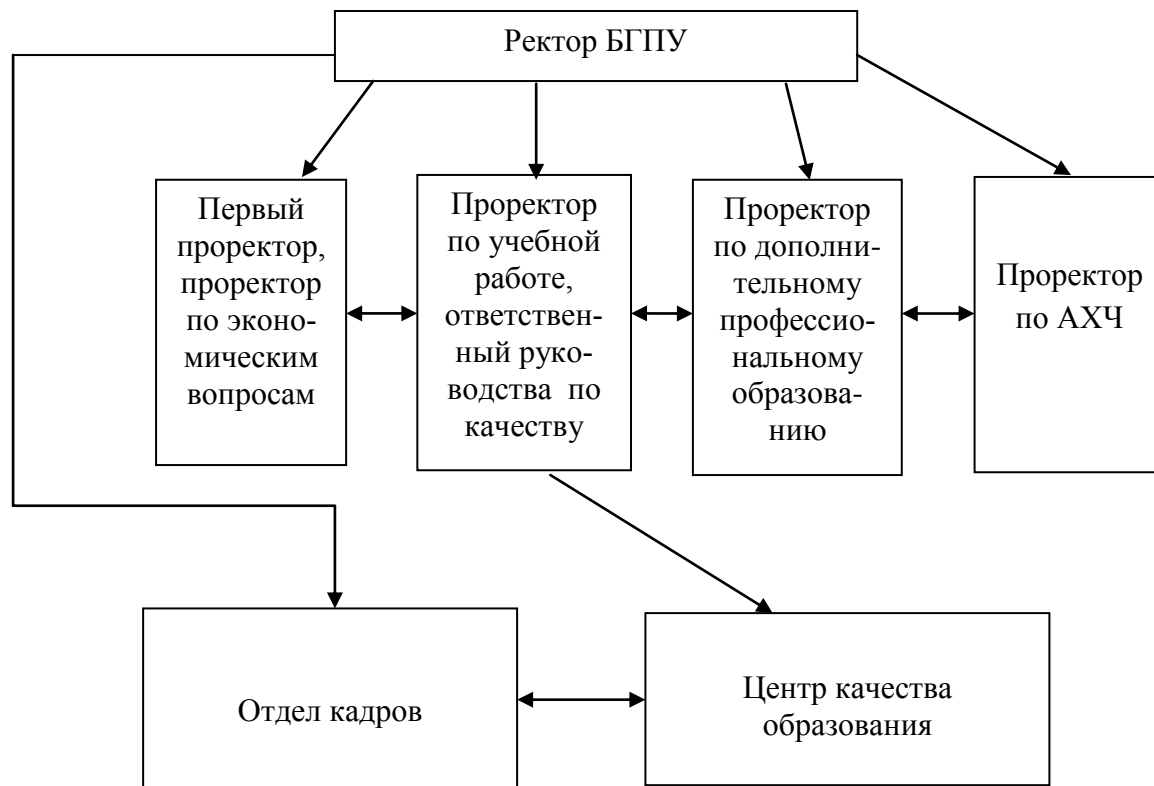 Ректор БГПУ
Первый
проректор,
проректор
по эконо-
мическим
вопросам
Проректор
по учебной
работе,
ответствен-
ный руко-
водства по
качеству
Проректор
по дополни-
тельному
профессио-
нальному
образова-
нию
Проректор
по АХЧ
Отдел кадров
Центр качества
образования